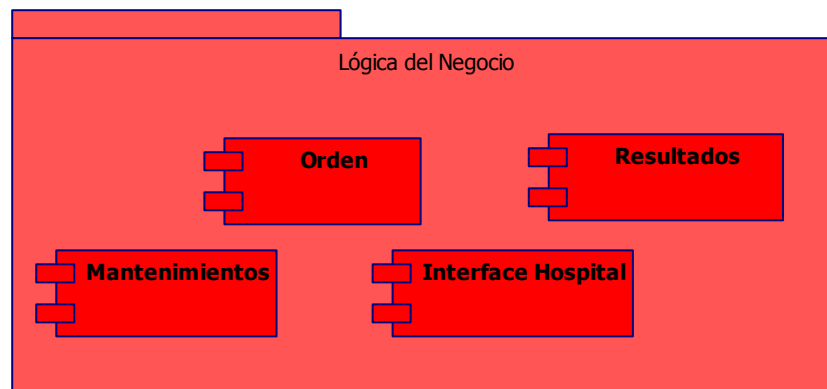 Lógica del Negocio
Orden
Resultados
Mantenimientos
Interface Hospital